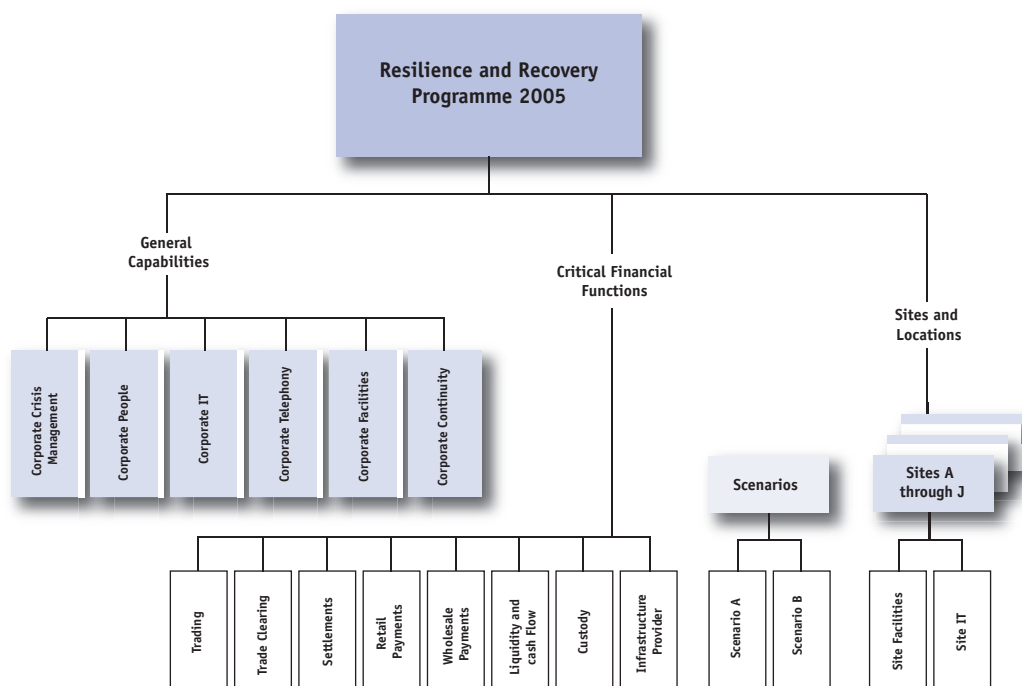 Resilience and Recovery
Programme 2005
General
Capabilities
Critical Financial
Functions
Sites and
Locations
Corporate Crisis
Management
Corporate People
Corporate IT
Corporate Telephony
Corporate Facilities
Corporate Continuity
Scenarios
Sites A
through J
Trading
Trade Clearing
Settlements
Retail
Payments
Wholesale
Payments
Liquidity and
cash Flow
Custody
Infrastructure
Provider
Scenario A
Scenario B
Site Facilities
Site IT